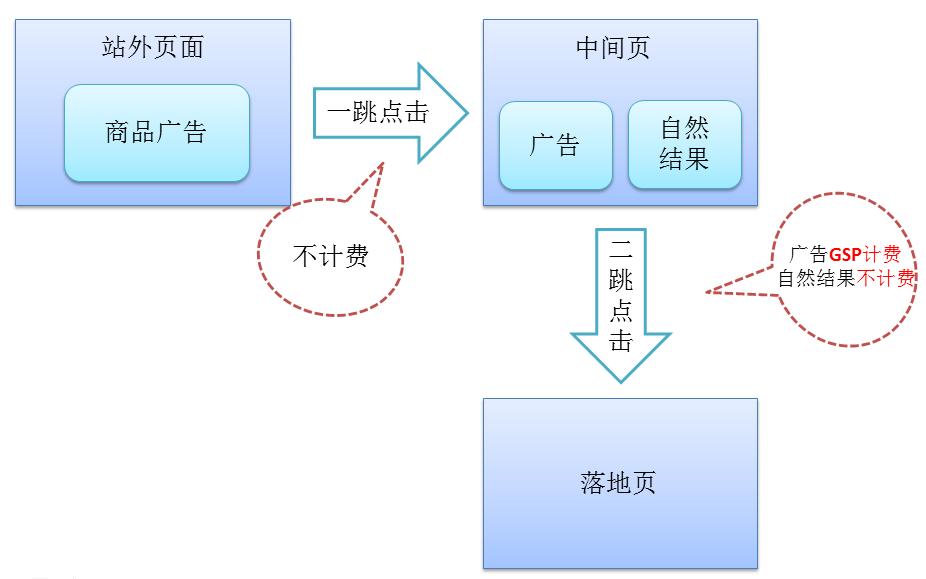 站外页面
商品广告
一跳点击
不计费
中间页
广告
自然
结果
二
跳
点
击
广告GSP计费
自然结果不计费
落地页